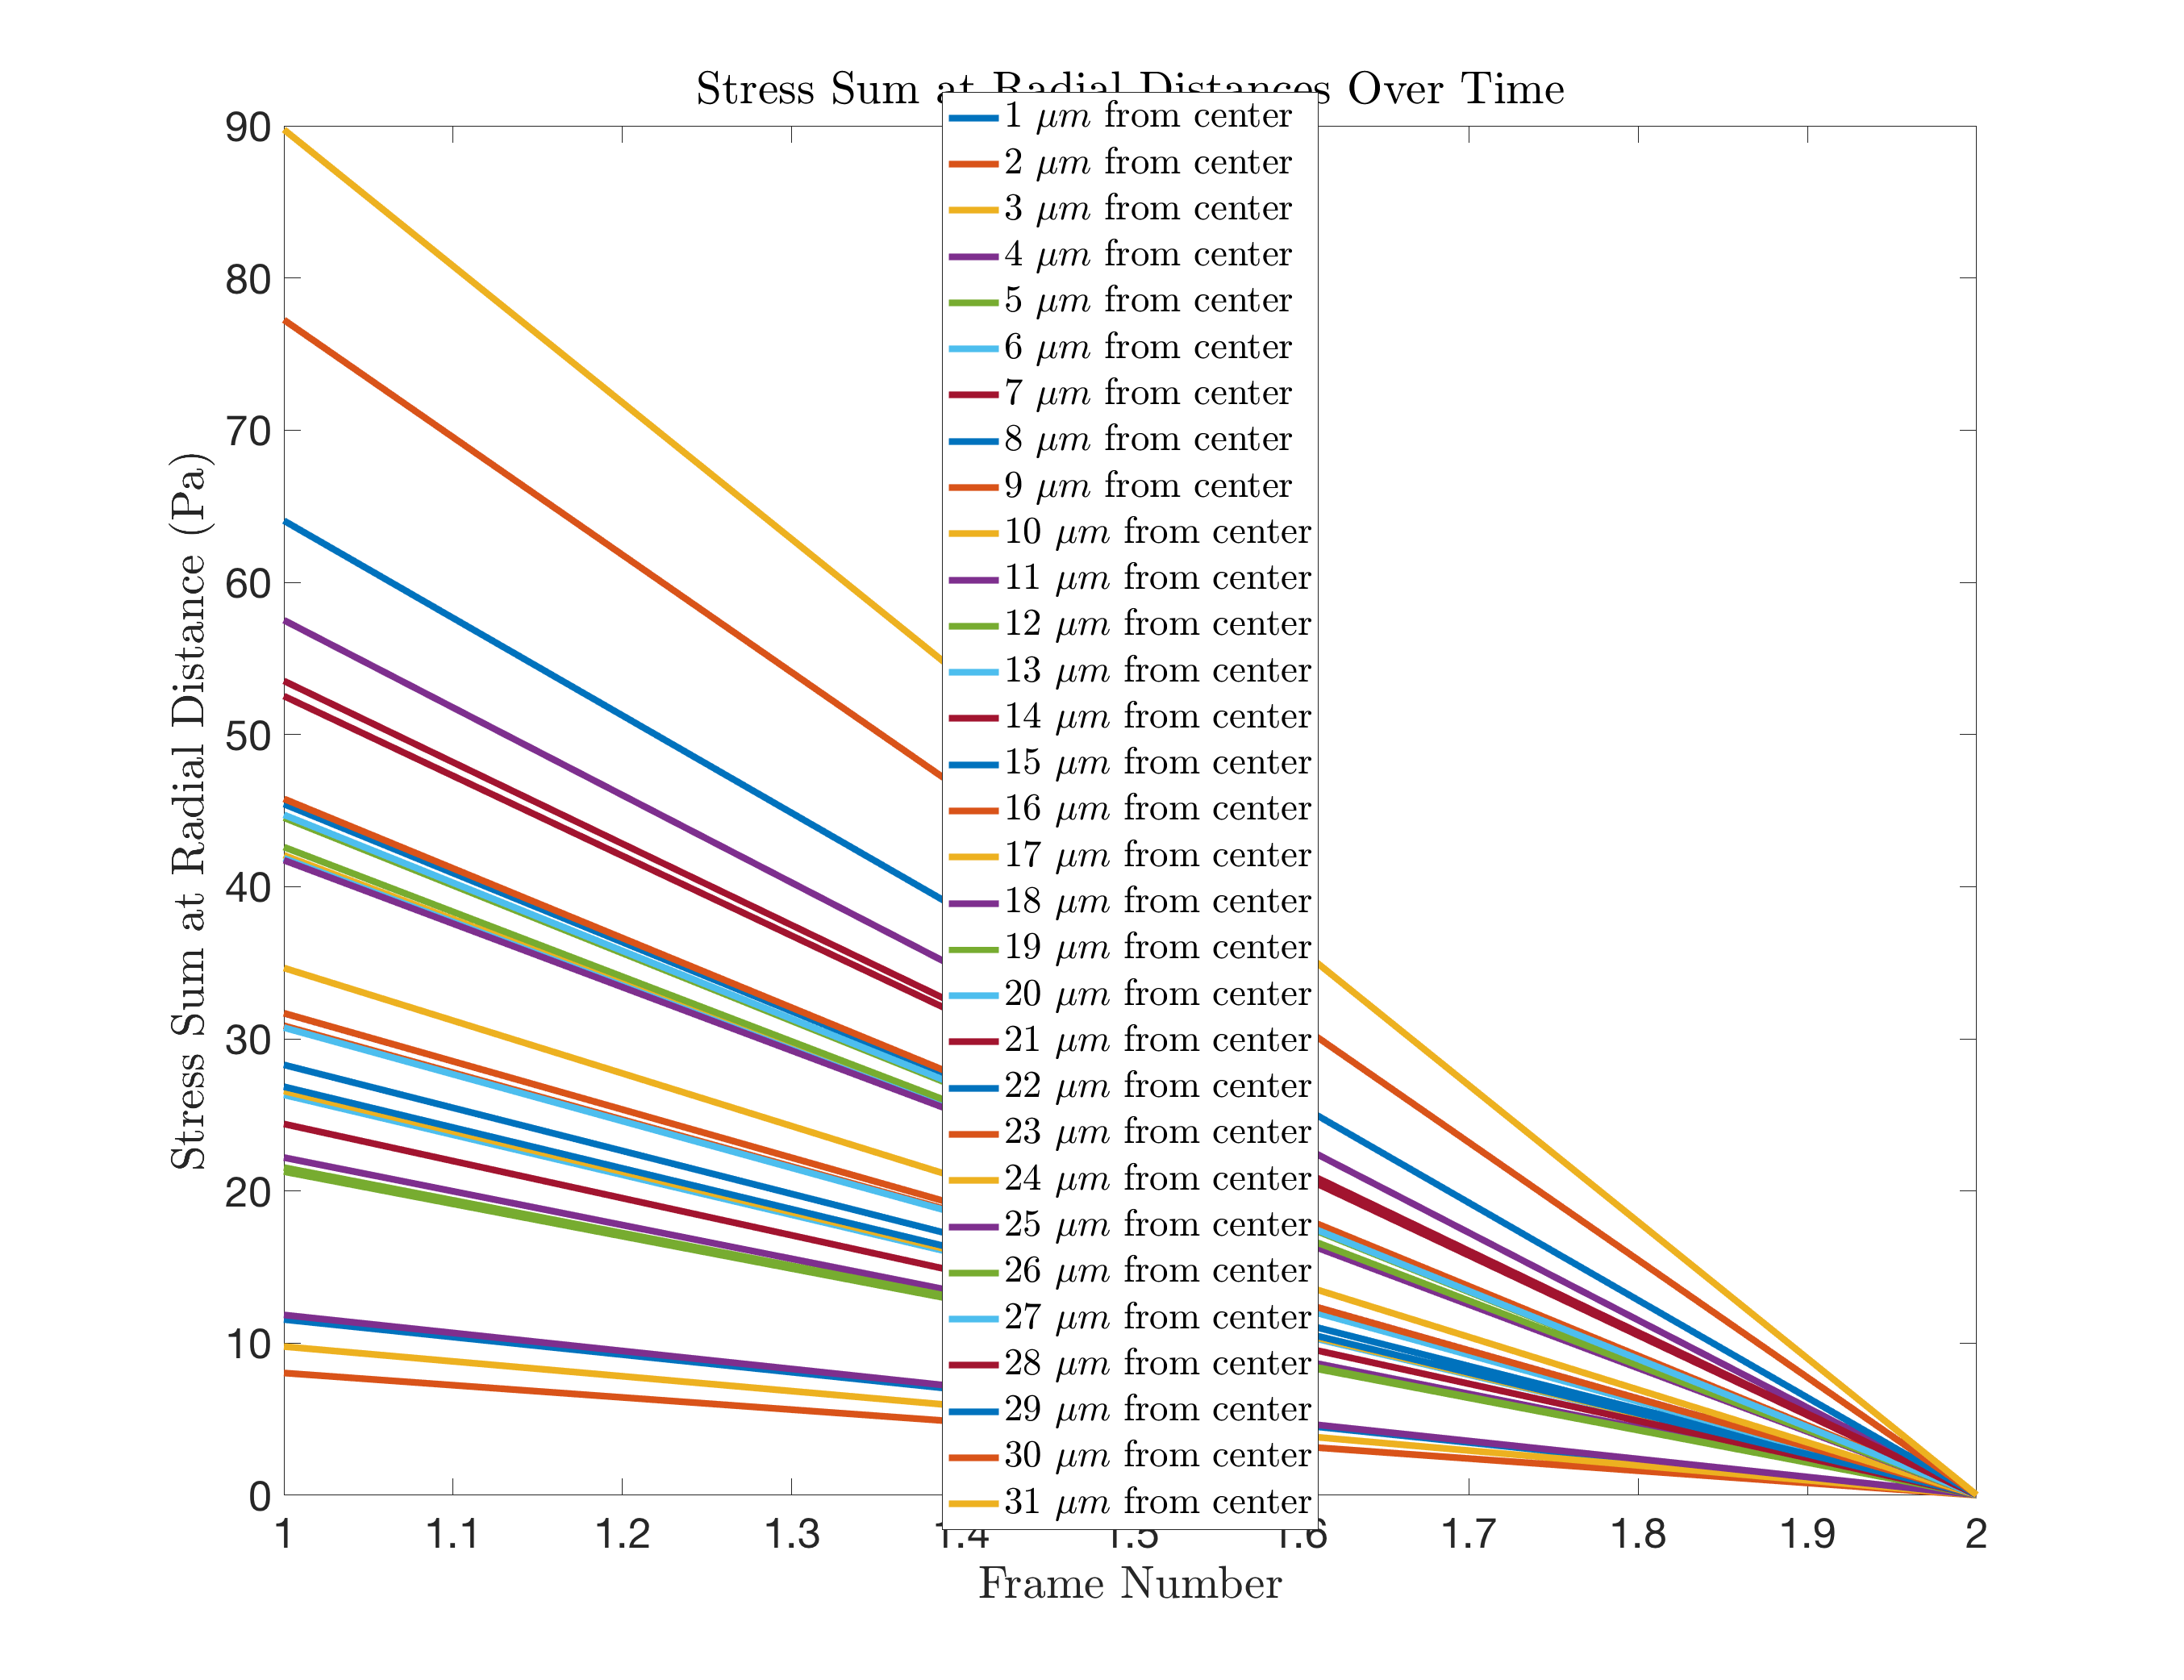 Stress Sum at Radial Distances Over Time
90
80
70
60
50
40
30
20
10
0
Stress Sum at Radial Distance (Pa)
1 μm from center
2 μm from center
3 μm from center
4 μm from center
5 μm from center
6 μm from center
7 μm from center
8 μm from center
9 μm from center
10 μm from center
11 μm from center
12 μm from center
13 μm from center
14 μm from center
15 μm from center
16 μm from center
17 μm from center
18 μm from center
19 μm from center
20 μm from center
21 μm from center
22 μm from center
23 μm from center
24 μm from center
25 μm from center
26 μm from center
27 μm from center
28 μm from center
29 μm from center
30 μm from center
31 μm from center
1 1.1 1.2 1.3 1.4 1.5 1.6 1.7 1.8 1.9 2
Frame Number